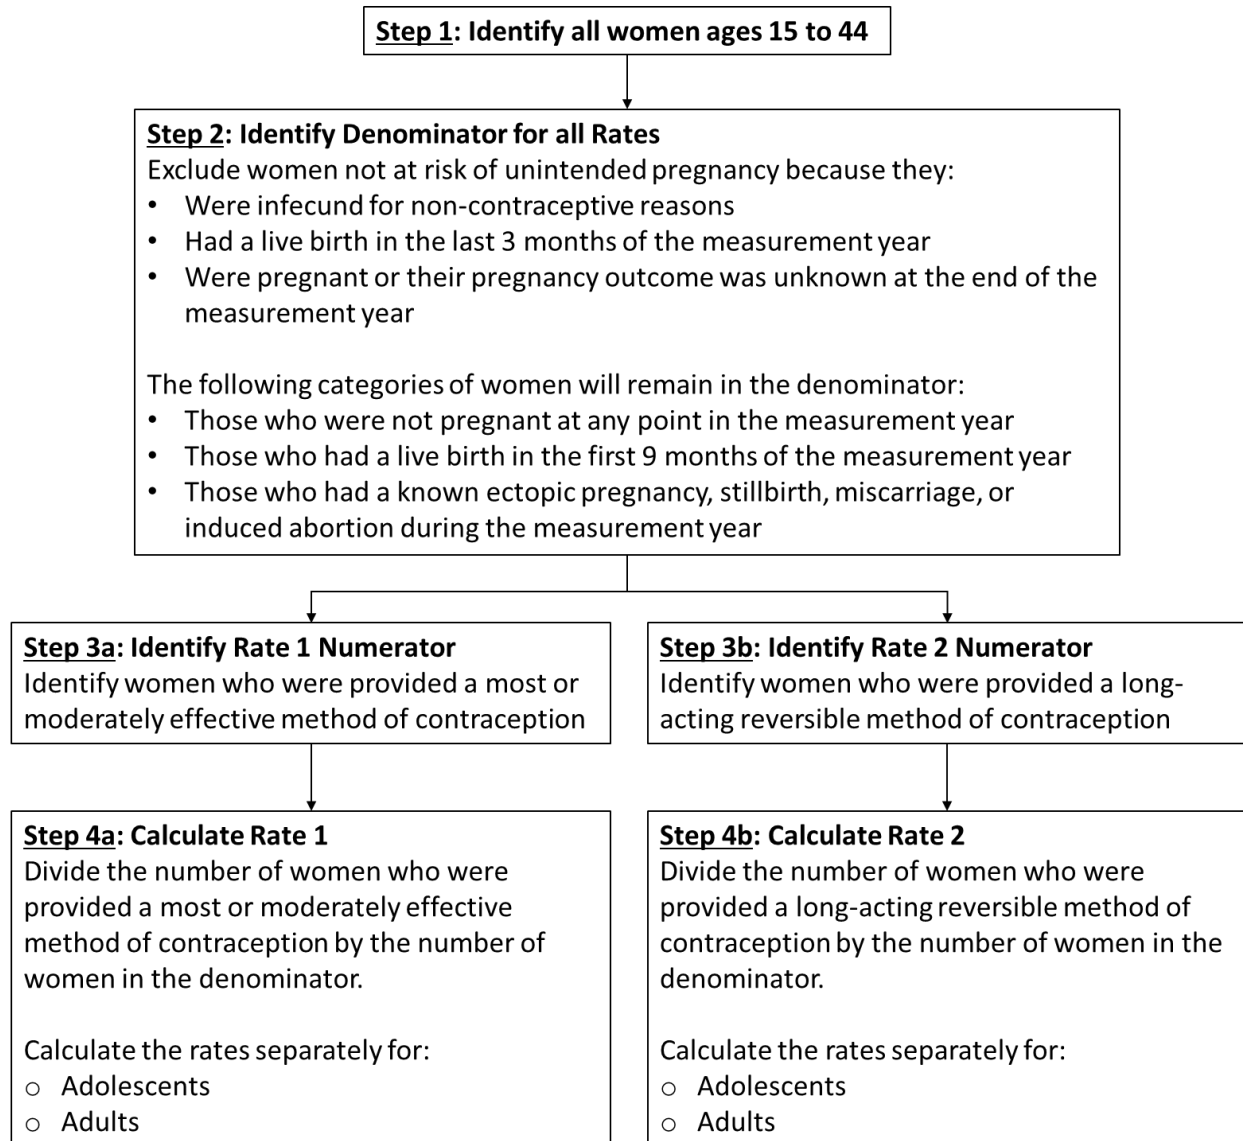 Step 1: Identify all women ages 15 to 44
Step 2: Identify Denominator for all Rates
Exclude women not at risk of unintended pregnancy because they:
• Were infecund for non-contraceptive reasons
• Had a live birth in the last 3 months of the measurement year
• Were pregnant or their pregnancy outcome was unknown at the end of the
measurement year
The following categories of women will remain in the denominator:
• Those who were not pregnant at any point in the measurement year
• Those who had a live birth in the first 9 months of the measurement year
• Those who had a known ectopic pregnancy, stillbirth, miscarriage, or
induced abortion during the measurement year
Step 3a: Identify Rate 1 Numerator
Identify women who were provided a most or
moderately effective method of contraception
Step 3b: Identify Rate 2 Numerator
Identify women who were provided a long-
acting reversible method of contraception
Step 4a: Calculate Rate 1
Divide the number of women who were
provided a most or moderately effective
method of contraception by the number of
women in the denominator.
Calculate the rates separately for:
○ Adolescents
○ Adults
Step 4b: Calculate Rate 2
Divide the number of women who were
provided a long-acting reversible method of
contraception by the number of women in the
denominator.
Calculate the rates separately for:
○ Adolescents
○ Adults